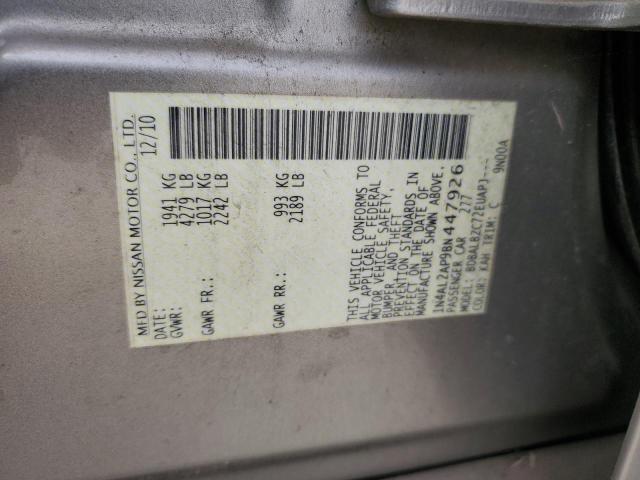 MFD BY NISSAN MOTOR CO., LTD.
DATE: 12/10
GVWR: 1941 KG
4279 LB
GAWR FR.: 1017 KG
2242 LB
GAWR RR.: 993 KG
2189 LB
THIS VEHICLE CONFORMS TO
ALL APPLICABLE FEDERAL
MOTOR VEHICLE SAFETY,
BUMPER, AND THEFT
PREVENTION STANDARDS IN
EFFECT ON THE DATE OF
MANUFACTURE SHOWN ABOVE.
1N4AL2AP9BN447926
PASSENGER CAR 277
MODEL: BDBALBZC72EUAPJ----
COLOR: KAH TRIM: C 9N00A